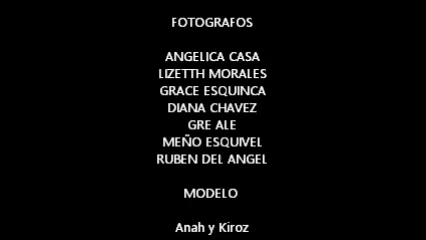 FOTOGRAFOS
ANGELICA CASA
LIZETTH MORALES
GRACE ESQUINCA
DIANA CHAVEZ
GRE ALE
MEÑO ESQUIVEL
RUBEN DEL ANGEL
MODELO
Anah y Kiroz